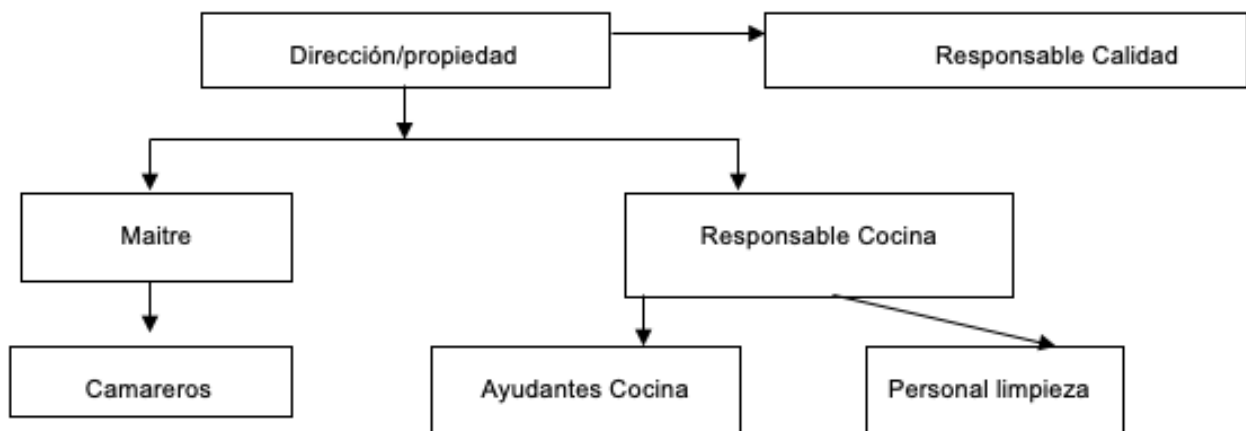 Dirección/propiedad
Responsable Calidad
Maitre
Responsable Cocina
Camareros
Ayudantes Cocina
Personal limpieza